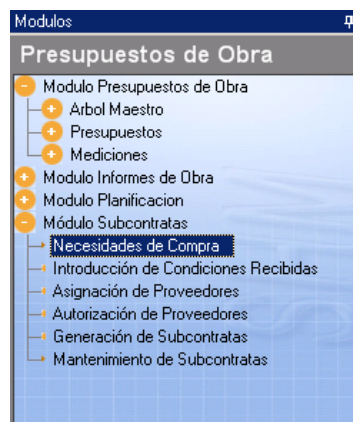 Modulos
Presupuestos de Obra
Modulo Presupuestos de Obra
Arbol Maestro
Presupuestos
Mediciones
Modulo Informes de Obra
Modulo Planificacion
Módulo Subcontratas
Necesidades de Compra
Introducción de Condiciones Recibidas
Asignación de Proveedores
Autorización de Proveedores
Generación de Subcontratas
Mantenimiento de Subcontratas